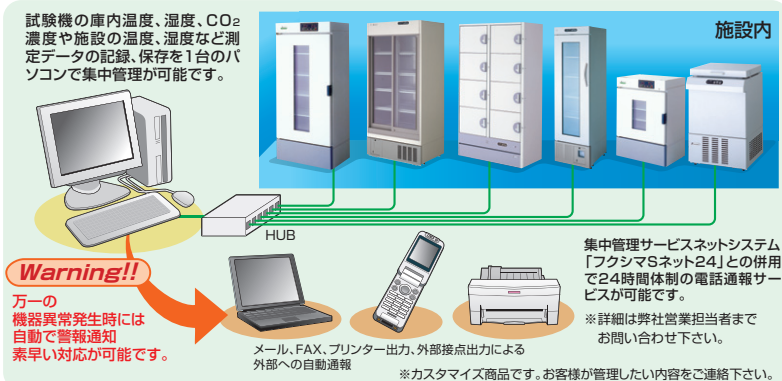 試験機の庫内温度、湿度、CO2
濃度や施設の温度、湿度など測
定データの記録、保存を1台のパ
ソコンで集中管理が可能です。
施設内
HUB
Warning!!
万一の
機器異常発生時には
自動で警報通知
素早い対応が可能です。
メール、FAX、プリンター出力、外部接点出力による
外部への自動通報
集中管理サービスネットシステム
「フクシマSネット24」との併用
で24時間体制の電話通報サー
ビスが可能です。
※詳細は弊社営業担当者まで
お問い合わせ下さい。
※カスタマイズ商品です。お客様が管理したい内容をご連絡下さい。